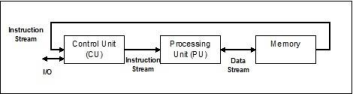 Instruction
Stream
Control Unit
(CU)
Processing
Unit (PU)
Memory
Instruction
Stream
Data
Stream
I/O